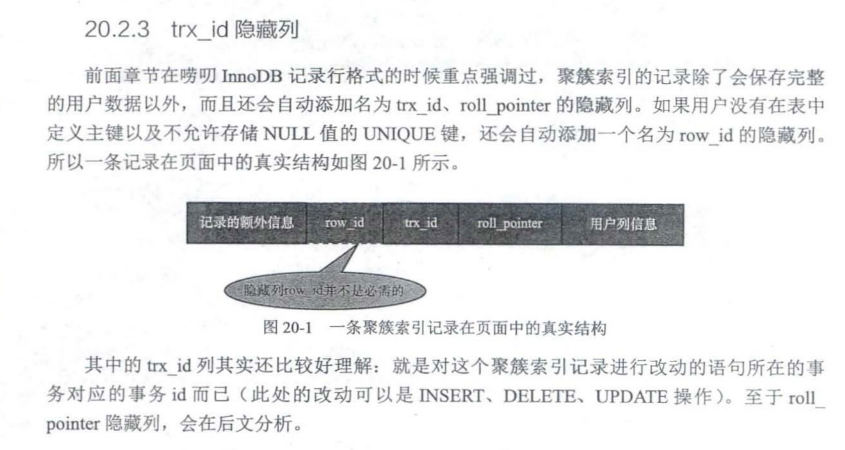 20.2.3 trx_id 隐藏列
前面章节在唠叨 InnoDB 记录行格式的时候重点强调过，聚簇索引的记录除了会保存完整
的用户数据以外，而且还会自动添加名为 trx_id、roll_pointer 的隐藏列。如果用户没有在表中
定义主键以及不允许存储 NULL 值的 UNIQUE 键，还会自动添加一个名为 row_id 的隐藏列。
所以一条记录在页面中的真实结构如图 20-1 所示。
记录的额外信息 row_id trx_id roll_pointer 用户列信息
隐藏列row_id并不是必需的
图 20-1 一条聚簇索引记录在页面中的真实结构
其中的 trx_id 列其实还比较好理解：就是对这个聚簇索引记录进行改动的语句所在的事
务对应的事务 id 而已（此处的改动可以是 INSERT、DELETE、UPDATE 操作）。至于 roll_
pointer 隐藏列，会在后文分析。